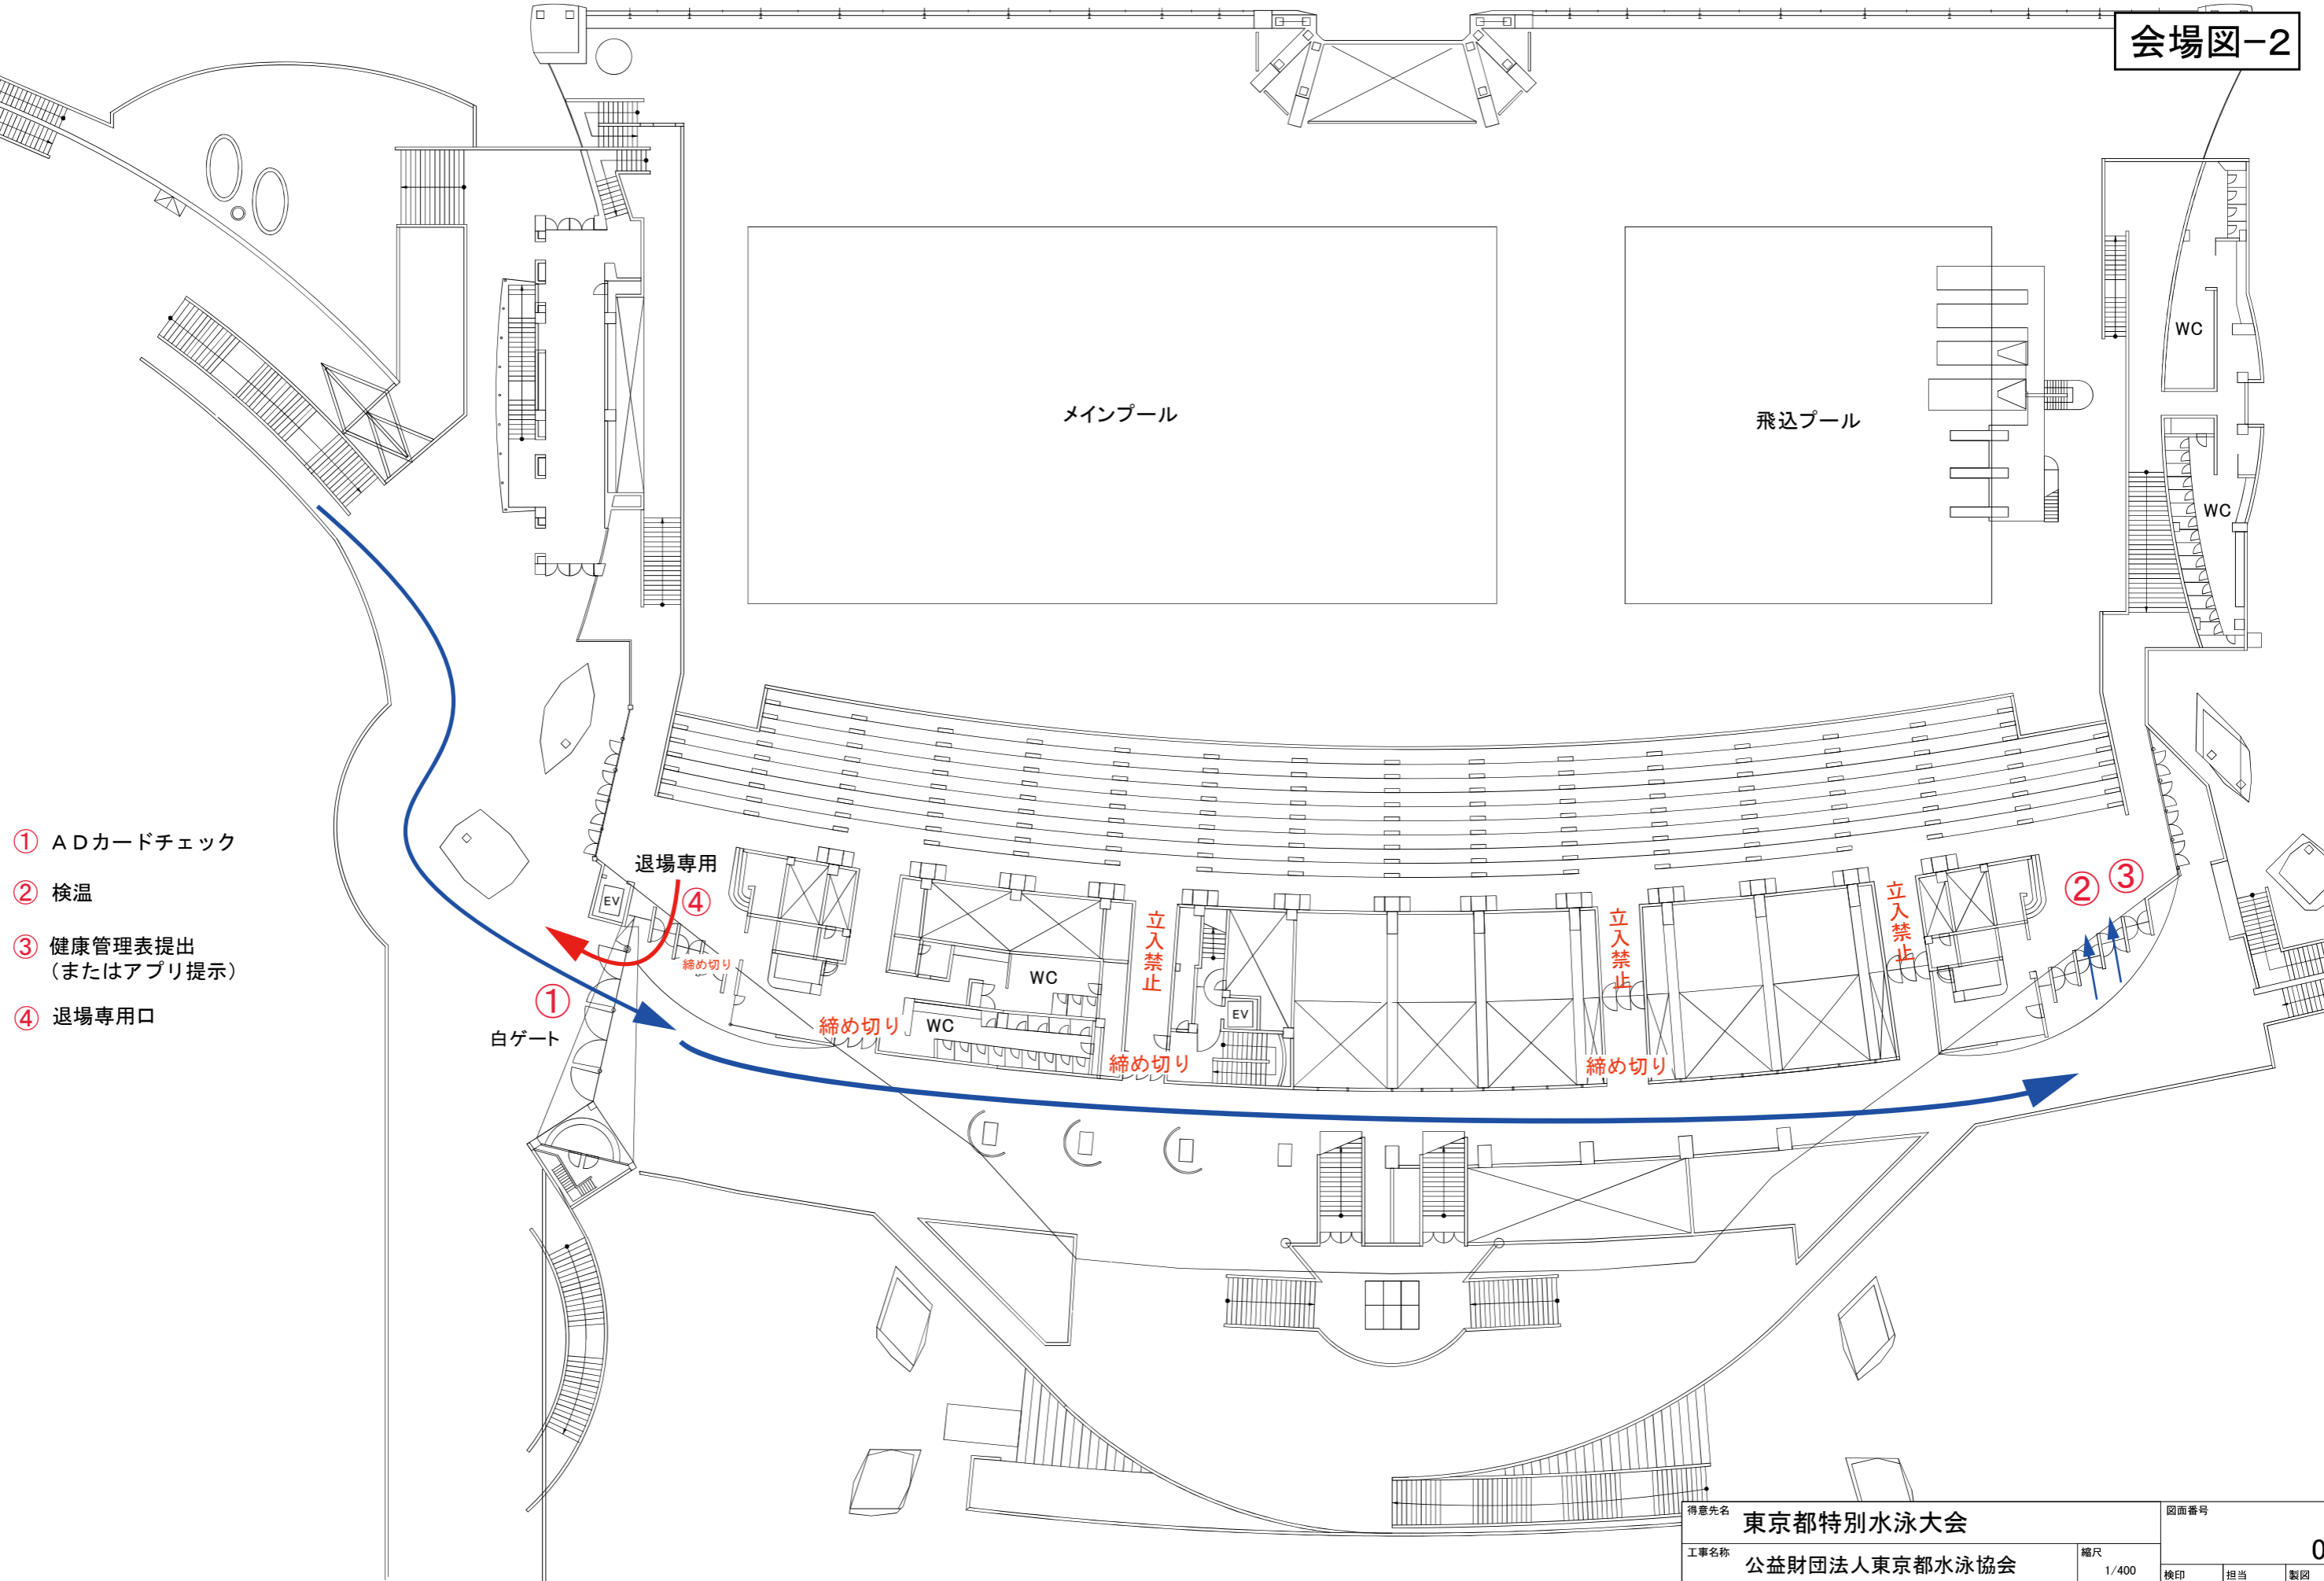 会場図−2
WC
メインプール
飛込プール
WC
① ＡＤカードチェック
② 検温
③ 健康管理表提出
（またはアプリ提示）
④ 退場専用口
退場専用
④
EV
締め切り
①
白ゲート
立入禁止
立入禁止
立入禁止
② ③
WC
WC
EV
締め切り
締め切り
締め切り
得意先名 東京都特別水泳大会
図面番号
0
工事名称 公益財団法人東京都水泳協会
縮尺
1/400
検印 担当 製図